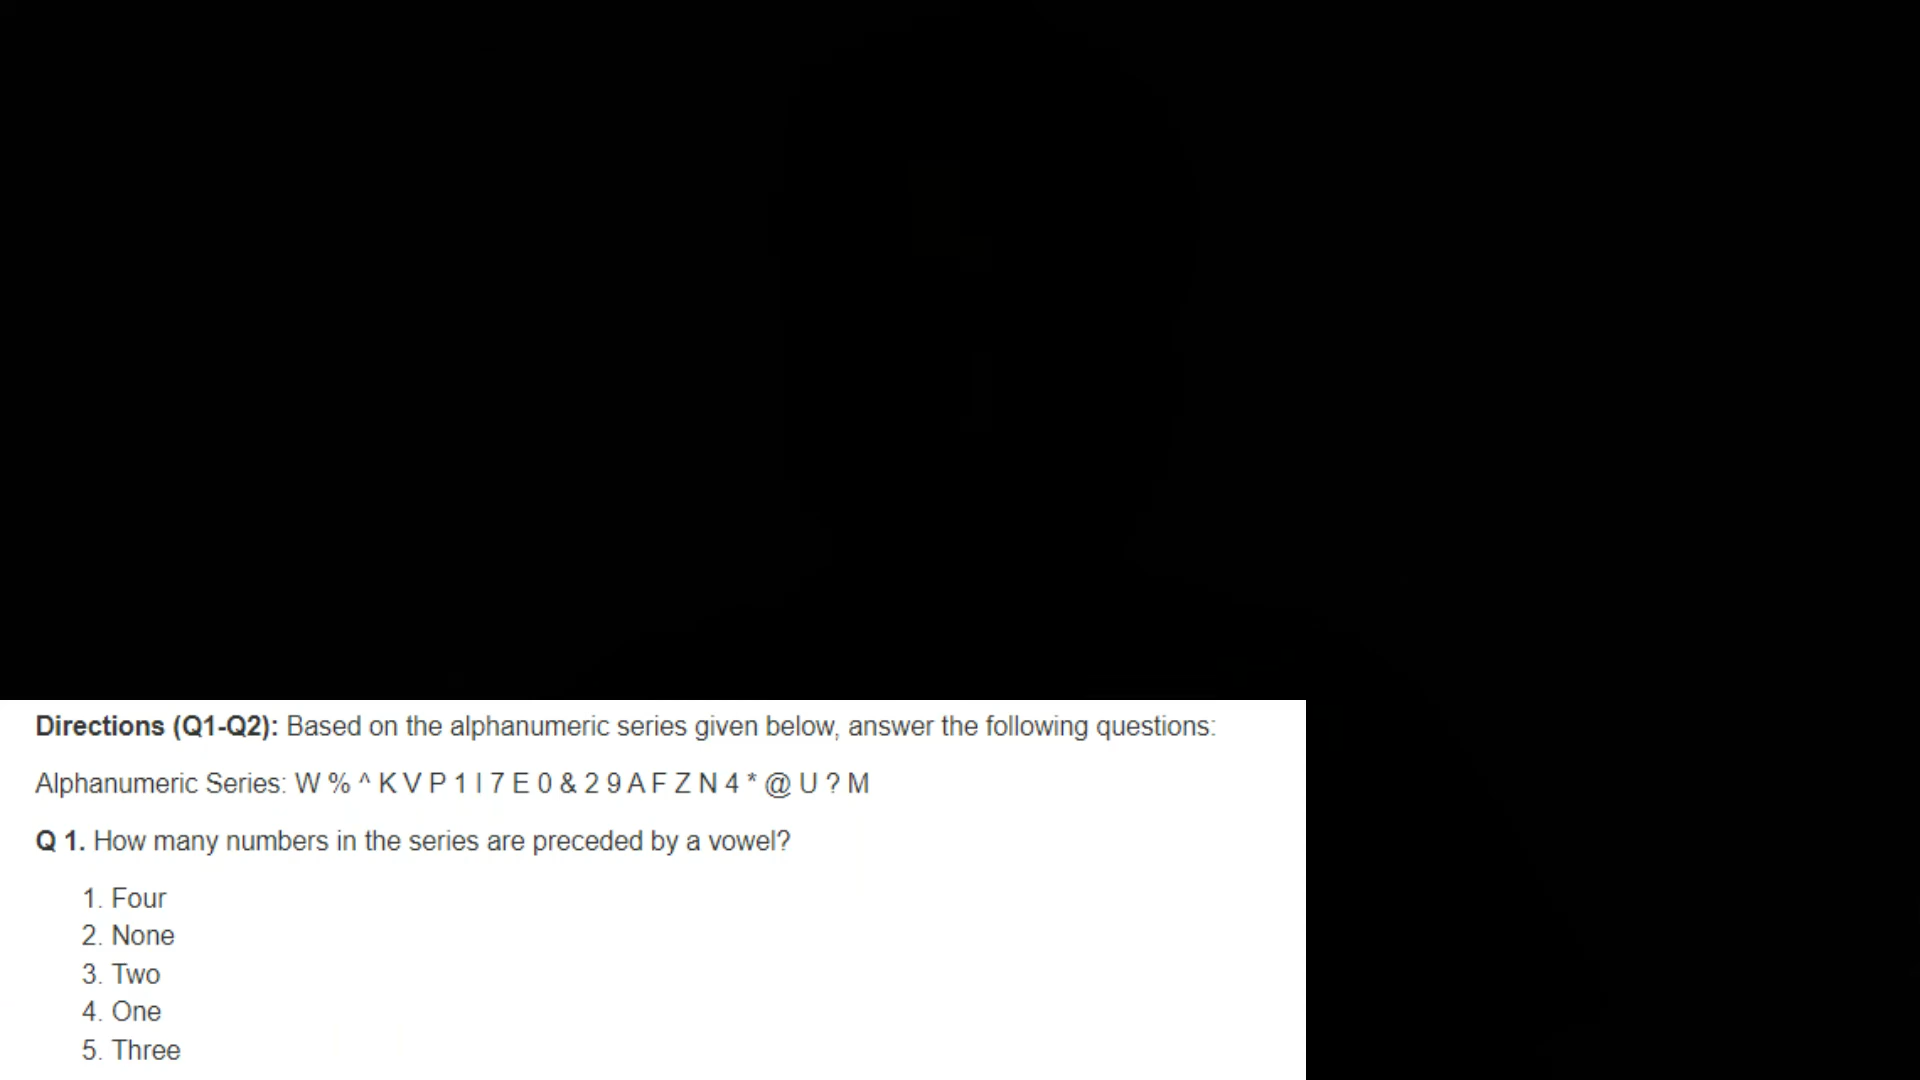 Directions (Q1-Q2): Based on the alphanumeric series given below, answer the following questions:
Alphanumeric Series: W % ^ K V P 1 I 7 E 0 & 2 9 A F Z N 4 * @ U ? M
Q 1. How many numbers in the series are preceded by a vowel?
1. Four
2. None
3. Two
4. One
5. Three